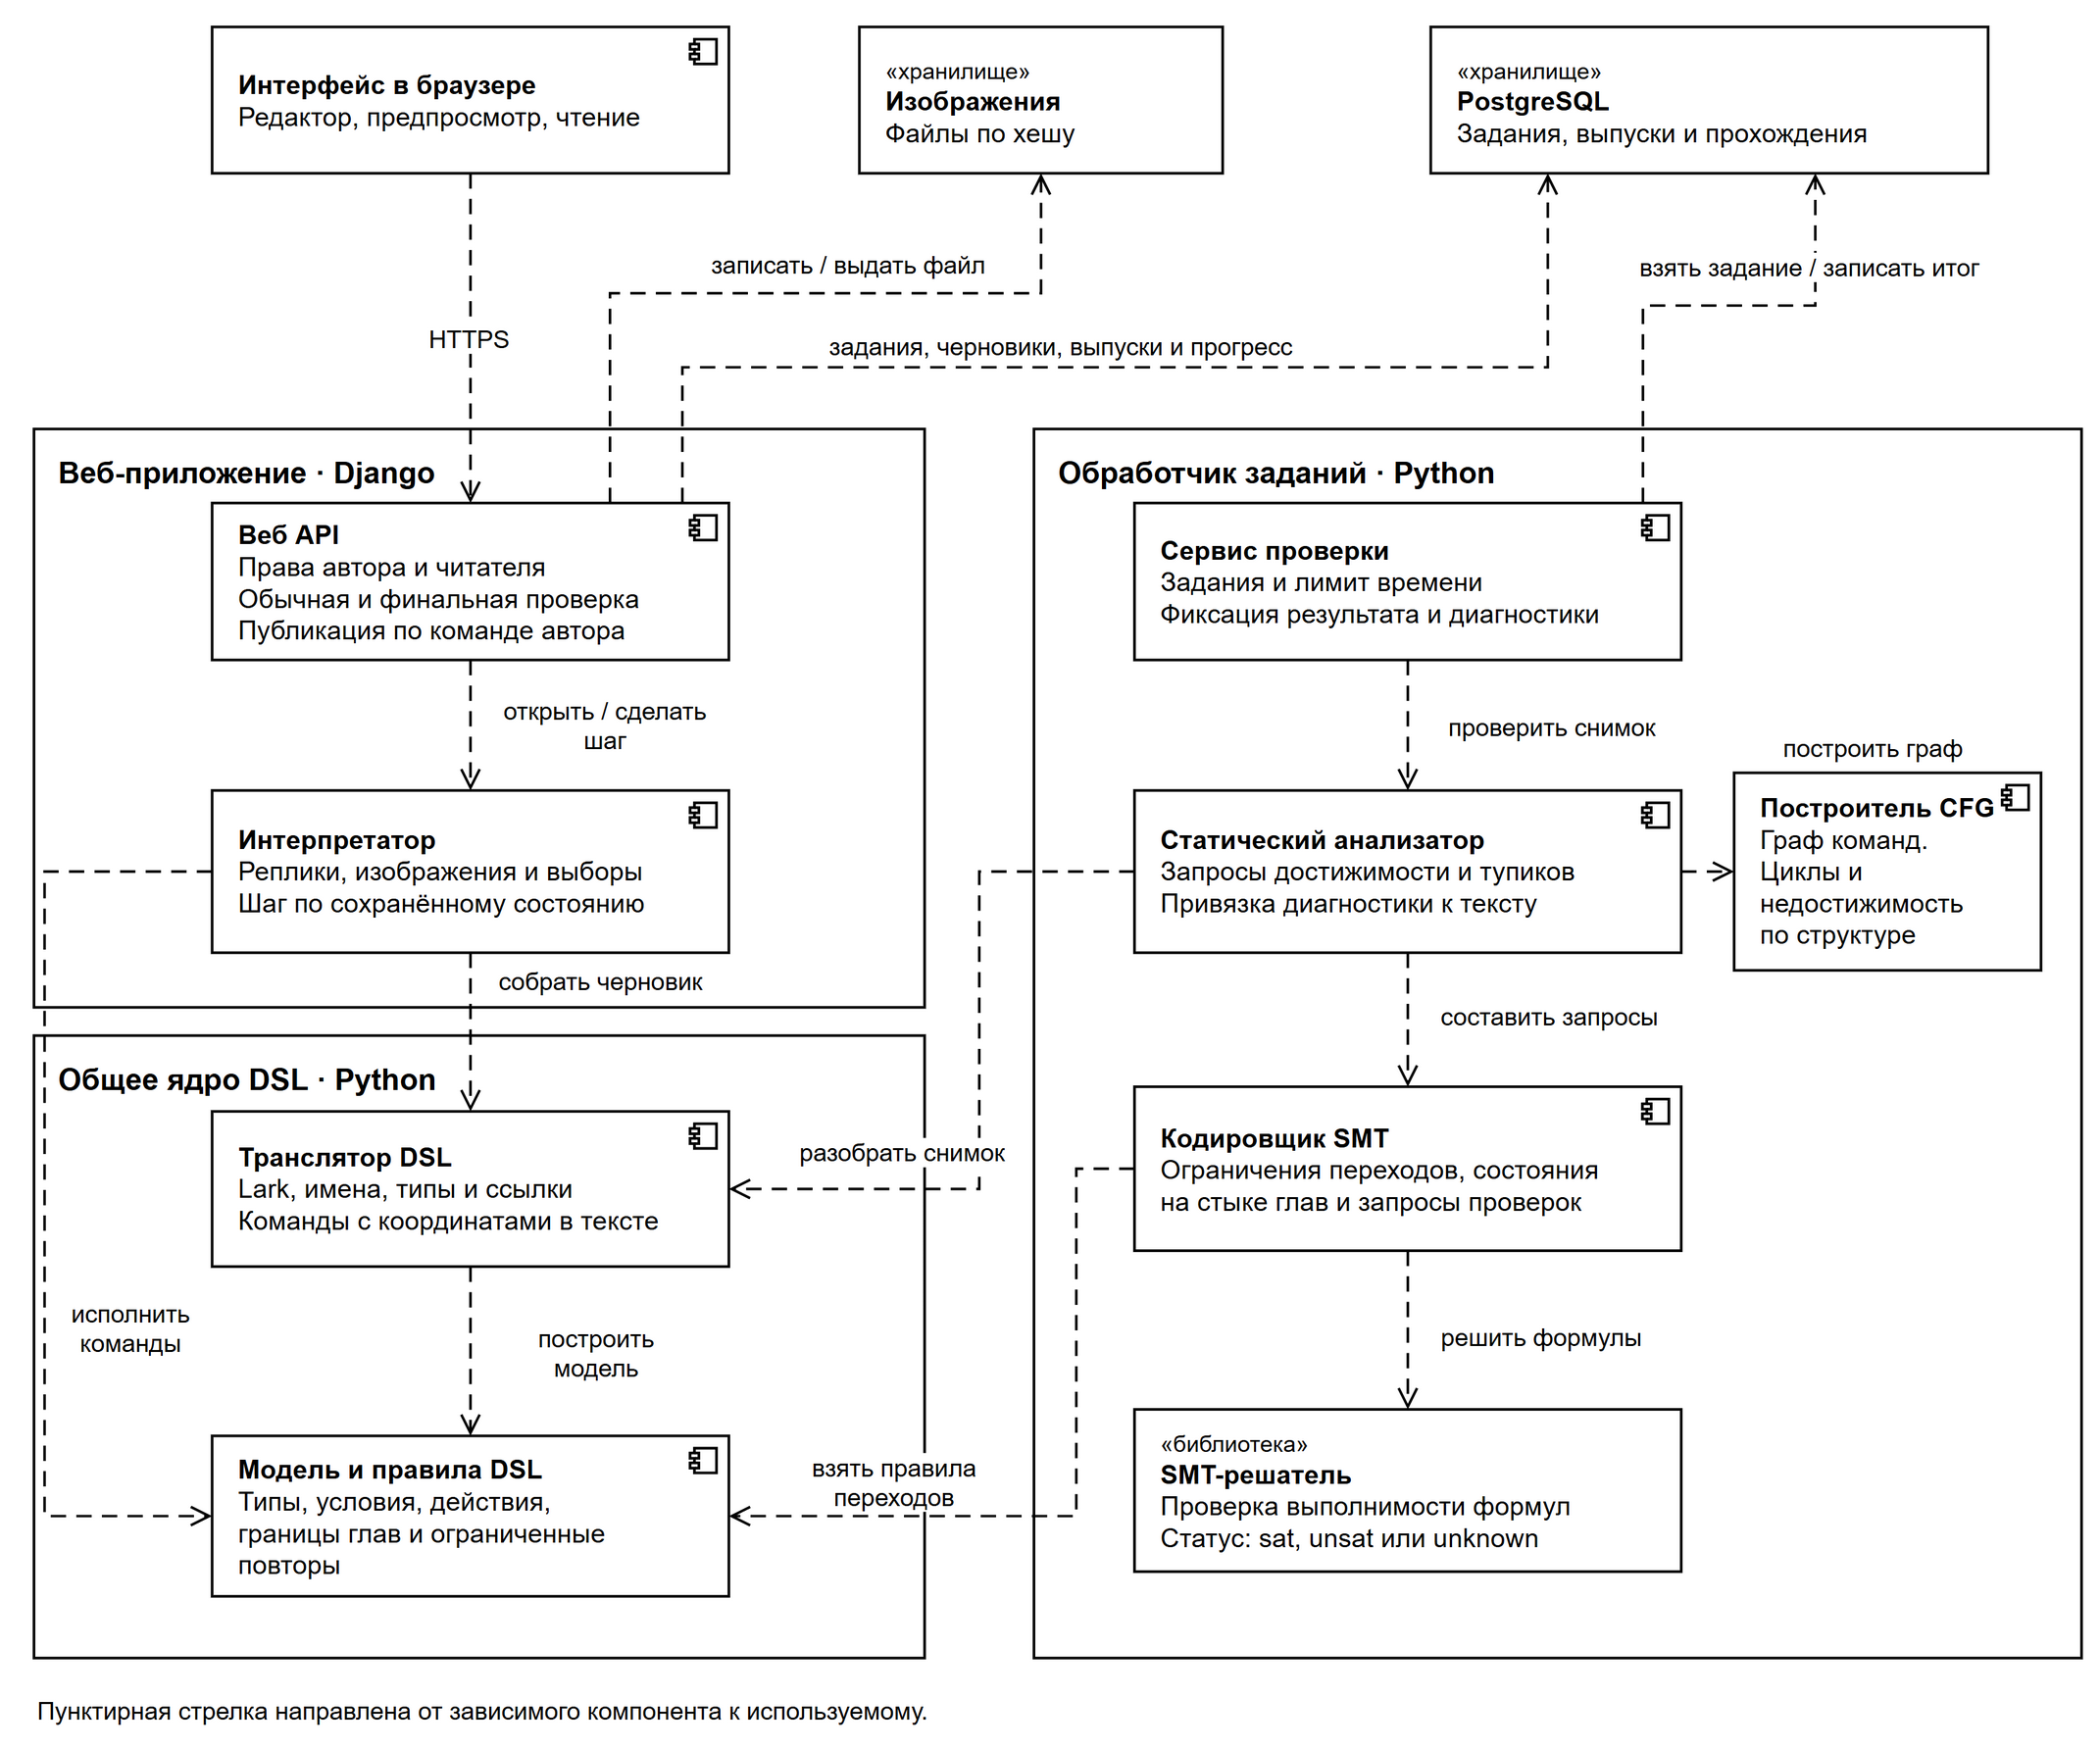 Интерфейс в браузере
Редактор, предпросмотр, чтение
«хранилище»
Изображения
Файлы по хешу
«хранилище»
PostgreSQL
Задания, выпуски и прохождения
записать / выдать файл
взять задание / записать итог
HTTPS
задания, черновики, выпуски и прогресс
Веб-приложение · Django
Веб API
Права автора и читателя
Обычная и финальная проверка
Публикация по команде автора
открыть / сделать
шаг
Интерпретатор
Реплики, изображения и выборы
Шаг по сохранённому состоянию
собрать черновик
Обработчик заданий · Python
Сервис проверки
Задания и лимит времени
Фиксация результата и диагностики
проверить снимок
построить граф
Статический анализатор
Запросы достижимости и тупиков
Привязка диагностики к тексту
Построитель CFG
Граф команд.
Циклы и
недостижимость
по структуре
составить запросы
Общее ядро DSL · Python
Транслятор DSL
Lark, имена, типы и ссылки
Команды с координатами в тексте
разобрать снимок
Кодировщик SMT
Ограничения переходов, состояния
на стыке глав и запросы проверок
исполнить
команды
построить
модель
решить формулы
Модель и правила DSL
Типы, условия, действия,
границы глав и ограниченные
повторы
взять правила
переходов
«библиотека»
SMT-решатель
Проверка выполнимости формул
Статус: sat, unsat или unknown
Пунктирная стрелка направлена от зависимого компонента к используемому.